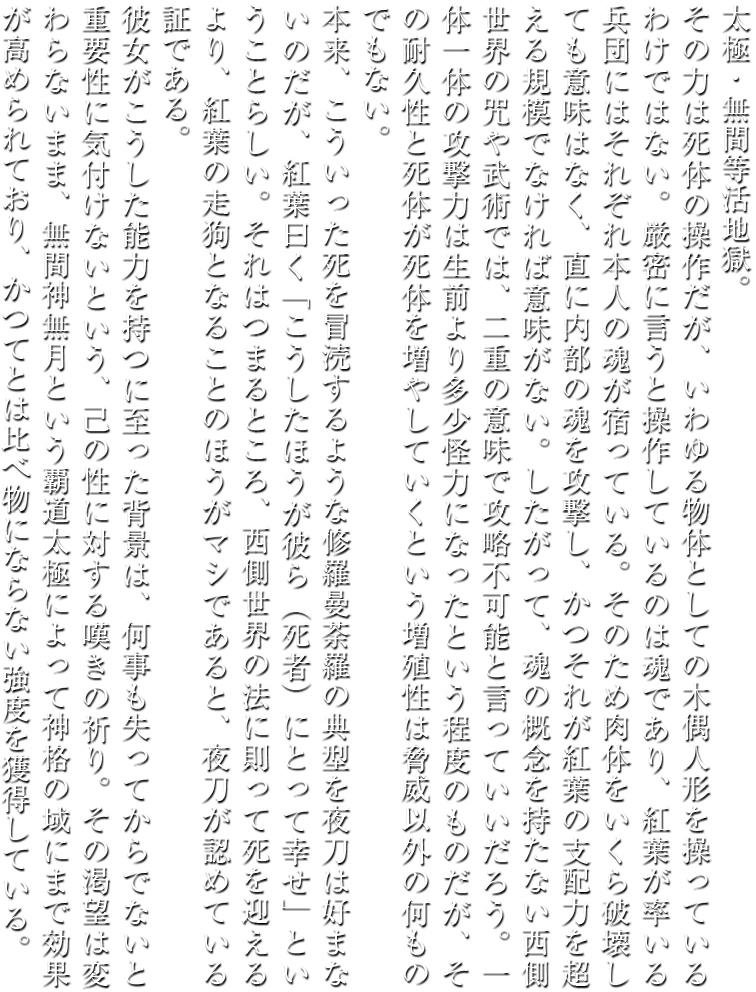 太極・無間等活地獄。
その力は死体の操作だが、いわゆる物体としての木偶人形を操っている
わけではない。厳密に言うと操作しているのは魂であり、紅葉が率いる
兵団にはそれぞれ本人の魂が宿っている。そのため肉体をいくら破壊し
ても意味はなく、直に内部の魂を攻撃し、かつそれが紅葉の支配力を超
える規模でなければ意味がない。したがって、魂の概念を持たない西側
世界の咒や武術では、二重の意味で攻略不可能と言っていいだろう。一
体一体の攻撃力は生前より多少怪力になったという程度のものだが、そ
の耐久性と死体が死体を増やしていくという増殖性は脅威以外の何もの
でもない。
本来、こういった死を冒涜するような修羅曼荼羅の典型を夜刀は好まな
いのだが、紅葉曰く「こうしたほうが彼ら（死者）にとって幸せ」とい
うことらしい。それはつまるところ、西側世界の法に則って死を迎える
より、紅葉の走狗となることのほうがマシであると、夜刀が認めている
証である。
彼女がこうした能力を持つに至った背景は、何事も失ってからでないと
重要性に気付けないという、己の性に対する嘆きの祈り。その渇望は変
わらないまま、無間神無月という覇道太極によって神格の域にまで効果
が高められており、かつてとは比べ物にならない強度を獲得している。